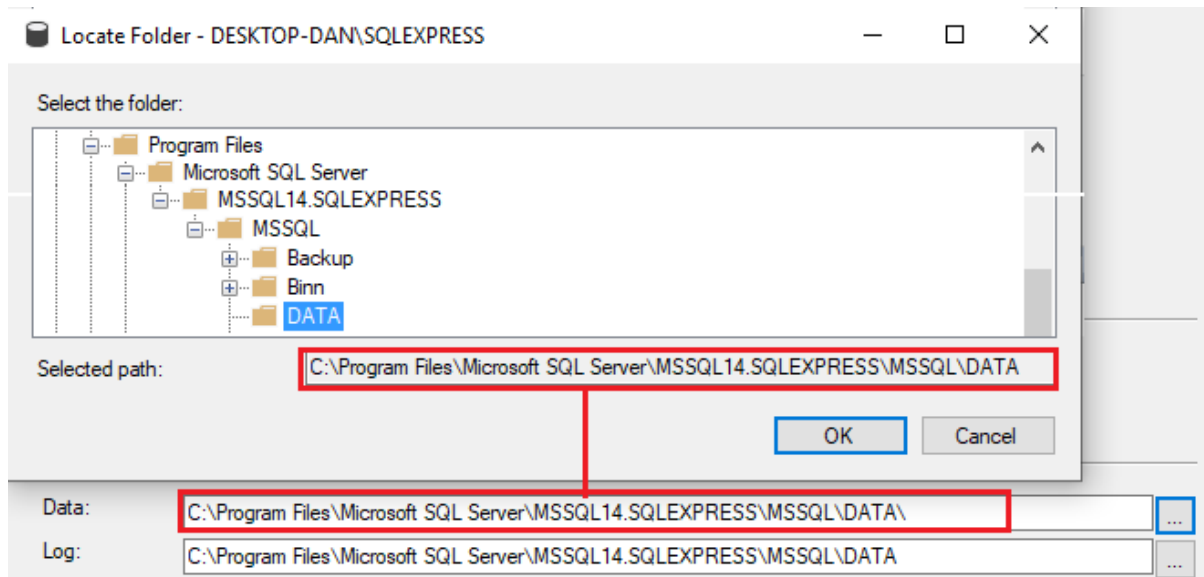 Locate Folder - DESKTOP-DAN\SQLEXPRESS
Select the folder:
Program Files
Microsoft SQL Server
MSSQL14.SQLEXPRESS
MSSQL
Backup
Binn
DATA
Selected path: C:\Program Files\Microsoft SQL Server\MSSQL14.SQLEXPRESS\MSSQL\DATA
OK Cancel
Data: C:\Program Files\Microsoft SQL Server\MSSQL14.SQLEXPRESS\MSSQL\DATA\ ...
Log: C:\Program Files\Microsoft SQL Server\MSSQL14.SQLEXPRESS\MSSQL\DATA ...